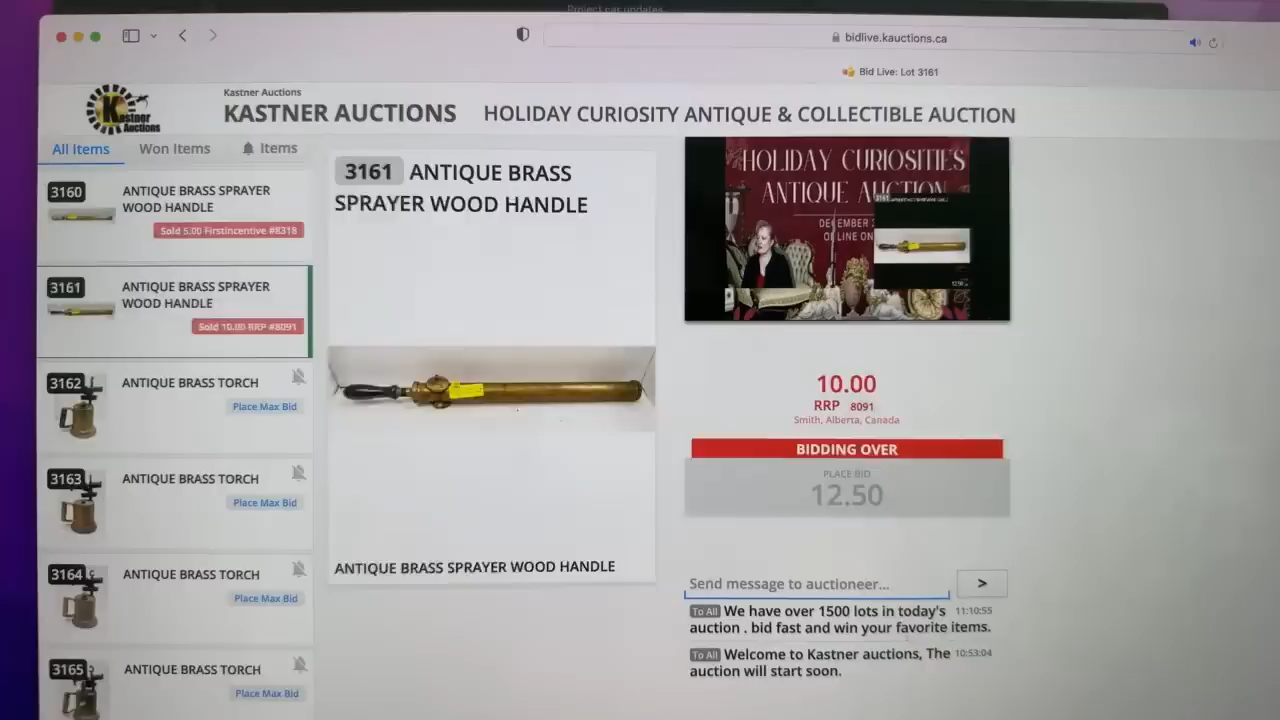 Project car updates
bidlive.kauctions.ca
Bid Live: Lot 3161
Kastner Auctions
Kastner Auctions
KASTNER AUCTIONS
HOLIDAY CURIOSITY ANTIQUE & COLLECTIBLE AUCTION
All Items
Won Items
Items
3160
ANTIQUE BRASS SPRAYER
WOOD HANDLE
Sold 5.00 Firstincentive #8318
3161
ANTIQUE BRASS SPRAYER
WOOD HANDLE
Sold 10.00 RRP #8091
3162
ANTIQUE BRASS TORCH
Place Max Bid
3163
ANTIQUE BRASS TORCH
Place Max Bid
3164
ANTIQUE BRASS TORCH
Place Max Bid
3165
ANTIQUE BRASS TORCH
Place Max Bid
3161 ANTIQUE BRASS
SPRAYER WOOD HANDLE
ANTIQUE BRASS SPRAYER WOOD HANDLE
HOLIDAY CURIOSITIES
ANTIQUE AUCTION
3161
10.00
RRP 8091
Smith, Alberta, Canada
BIDDING OVER
PLACE BID
12.50
Send message to auctioneer...
>
To All We have over 1500 lots in today's 11:10:55
auction . bid fast and win your favorite items.
To All Welcome to Kastner auctions, The 10:53:04
auction will start soon.